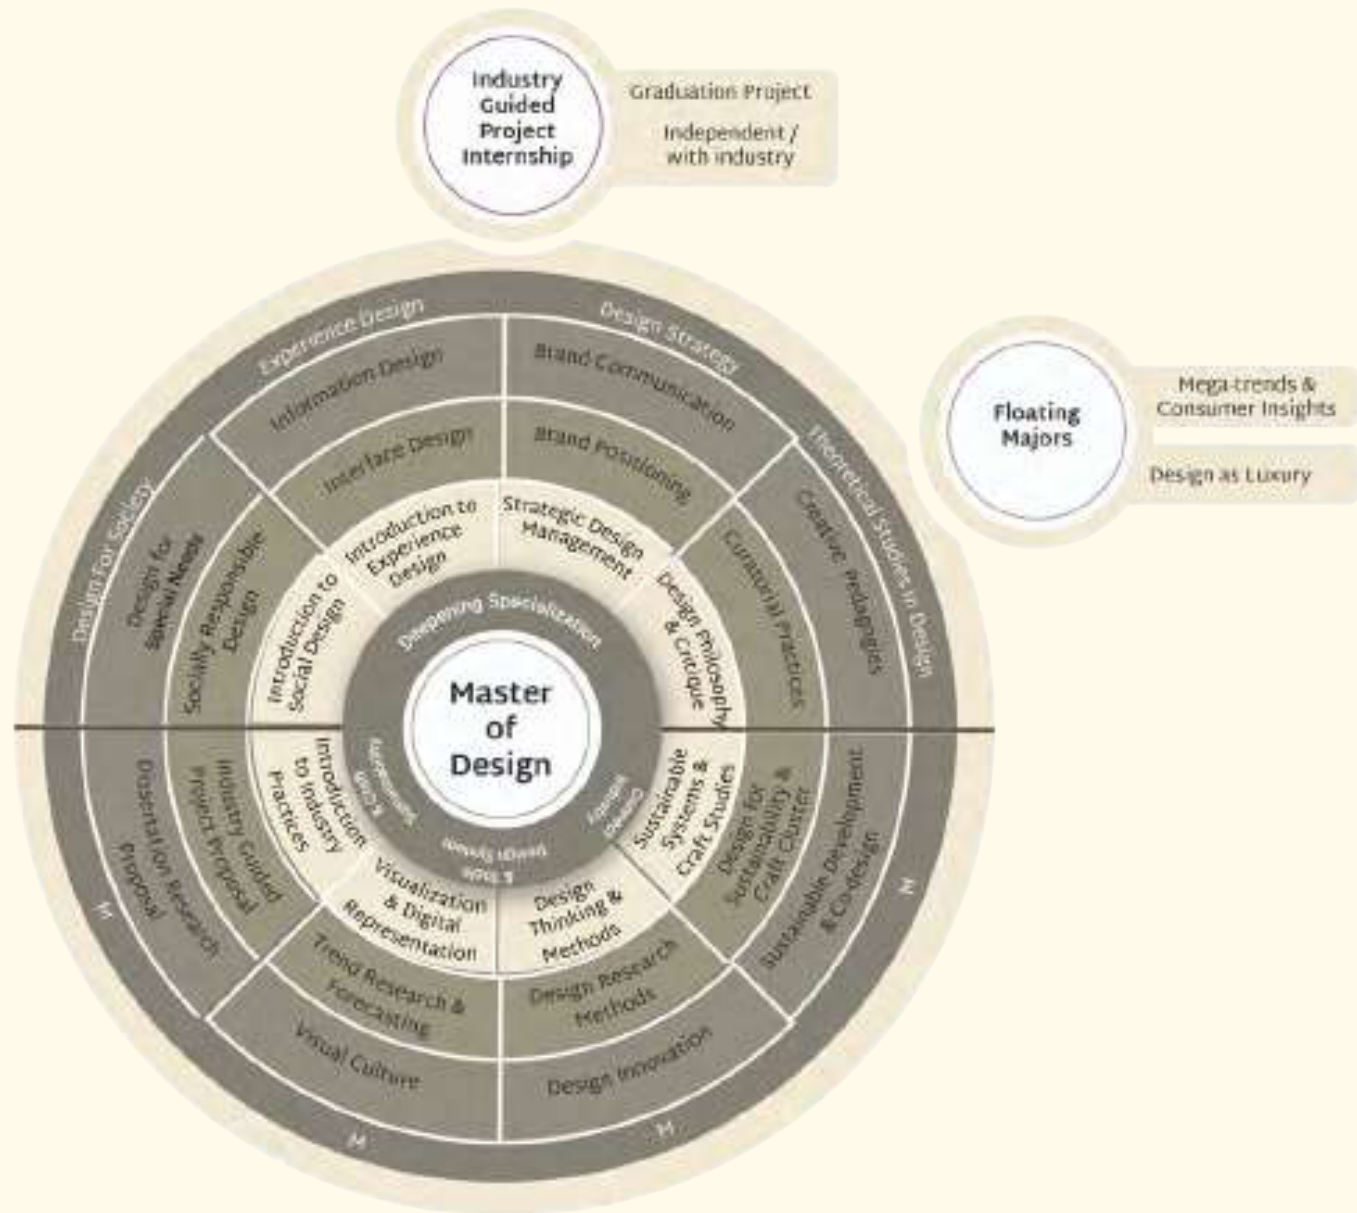 Industry
Guided
Project
Internship
Graduation Project
Independent /
with industry
Floating
Majors
Mega-trends &
Consumer Insights
Design as Luxury
Design For Society
Experience Design
Design Strategy
Theoretical Studies in Design
Design for
Special Needs
Information Design
Brand Communication
Creative Pedagogies
Socially Responsible
Design
Interface Design
Brand Positioning
Curatorial Practices
Introduction to
Social Design
Introduction to
Experience
Design
Strategic Design
Management
Design Philosophy
& Critique
Deepening Specialization
Master
of
Design
Design System
& Tools
Introduction
to Industry
Practices
Visualization
& Digital
Representation
Design
Thinking &
Methods
Sustainable
Systems &
Craft Studies
Industry Guided
Project Proposal
Trend Research &
Forecasting
Design Research
Methods
Design for
Sustainability &
Craft Cluster
Dissertation Research
Proposal
Visual Culture
Design Innovation
Sustainable Development
& Co-design
M
M
M
M